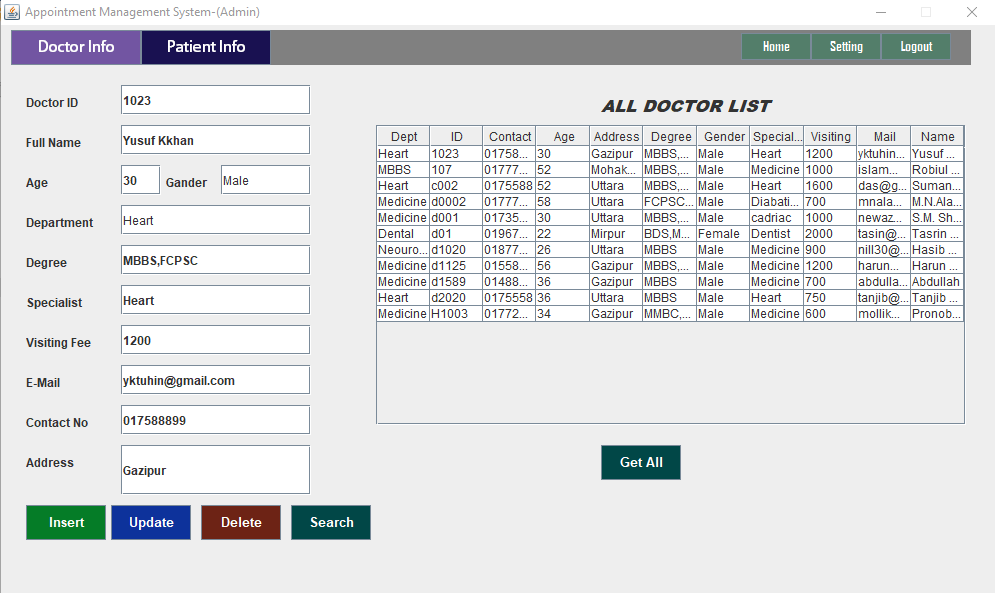 Appointment Management System-(Admin)
Doctor Info Patient Info Home Setting Logout
Doctor ID 1023
Full Name Yusuf Kkhan
Age 30 Gander Male
Department Heart
Degree MBBS,FCPSC
Specialist Heart
Visiting Fee 1200
E-Mail yktuhin@gmail.com
Contact No 017588899
Address Gazipur
Insert Update Delete Search
ALL DOCTOR LIST
Dept ID Contact Age Address Degree Gender Special... Visiting Mail Name
Heart 1023 01758... 30 Gazipur MBBS,... Male Heart 1200 yktuhin... Yusuf ...
MBBS 107 01777... 52 Mohak... MBBS,... Male Medicine 1000 islam... Robiul ...
Heart c002 0175588 52 Uttara MBBS,... Male Heart 1600 das@g... Suman...
Medicine d0002 01777... 58 Uttara FCPSC... Male Diabati... 700 mnala... M.N.Ala...
Medicine d001 01735... 30 Uttara MBBS,... Male cadriac 1000 newaz... S.M. Sh...
Dental d01 01967... 22 Mirpur BDS,M... Female Dentist 2000 tasin@... Tasrin ...
Neouro... d1020 01877... 26 Uttara MBBS Male Medicine 900 nill30@... Hasib ...
Medicine d1125 01558... 56 Gazipur MBBS,... Male Medicine 1200 harun... Harun ...
Medicine d1589 01488... 36 Gazipur MBBS Male Medicine 700 abdulla... Abdullah
Heart d2020 0175558 36 Uttara MBBS Male Heart 750 tanjib@... Tanjib ...
Medicine H1003 01772... 34 Gazipur MMBC,... Male Medicine 600 mollik... Pronob...
Get All